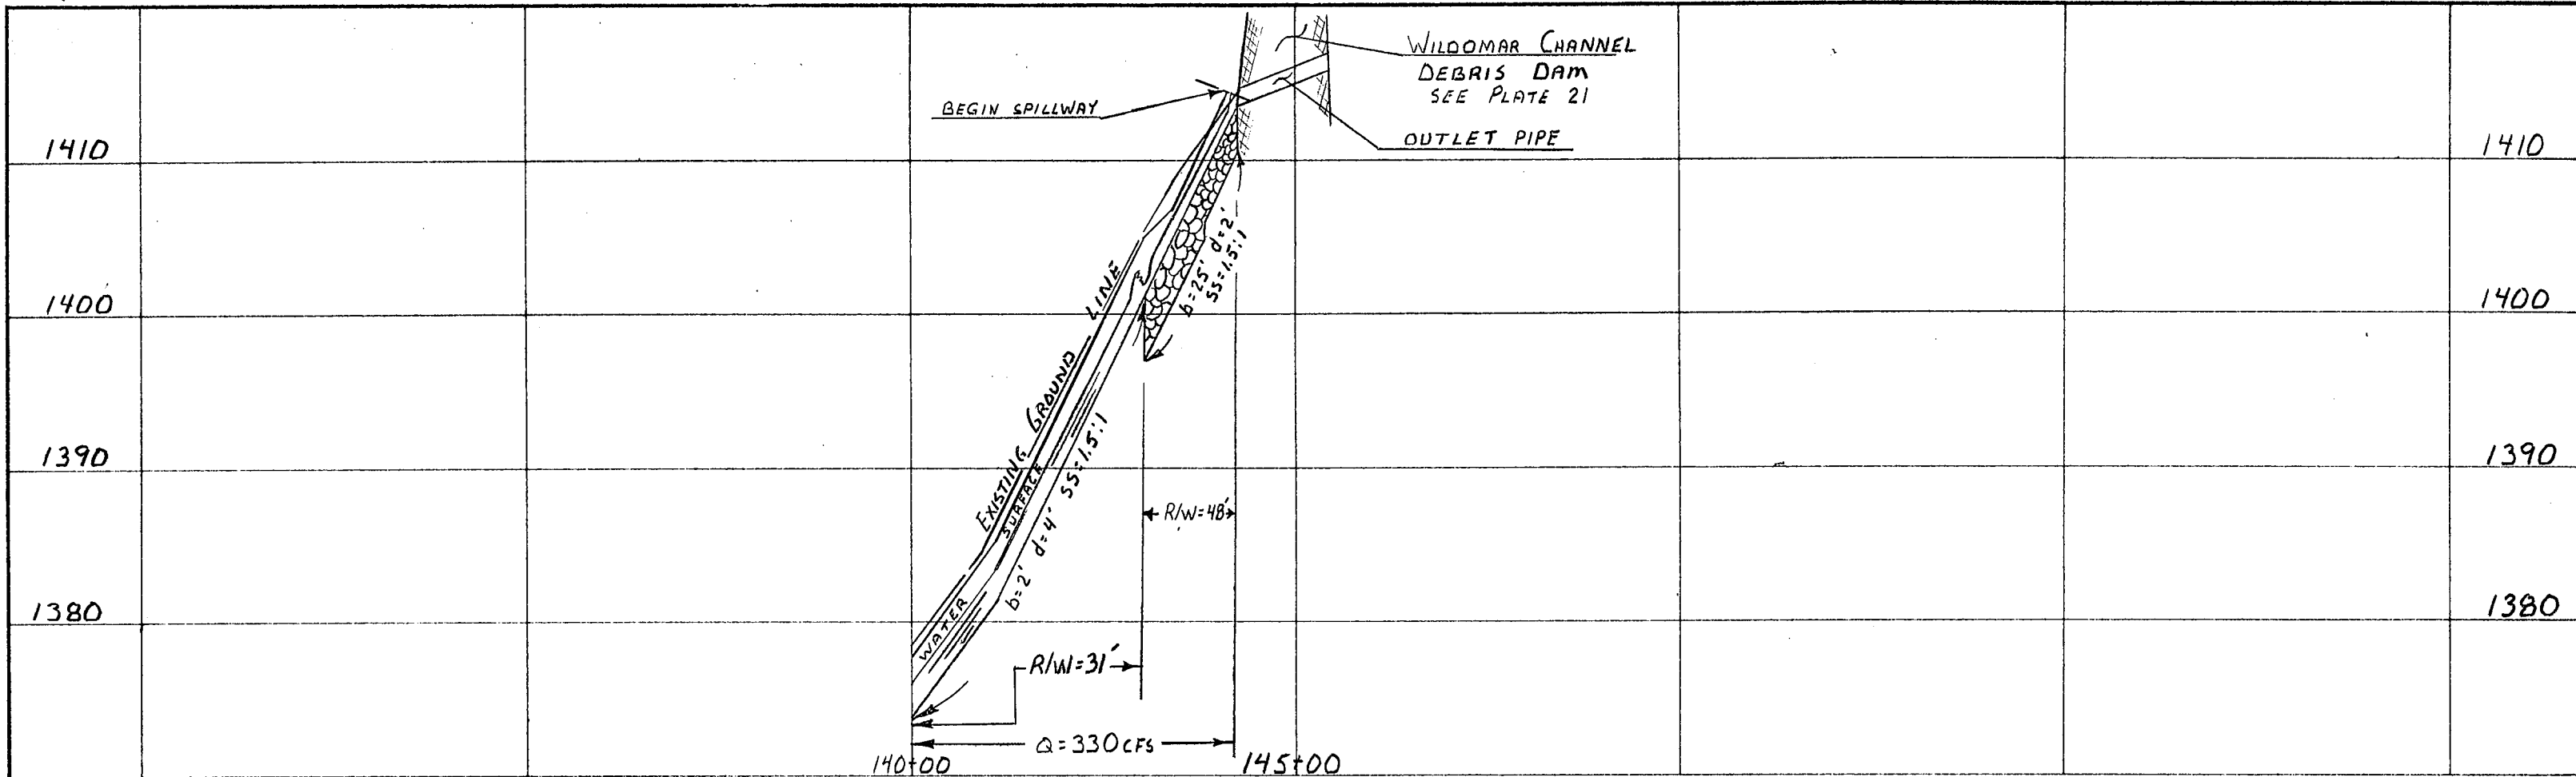 WILDOMAR CHANNEL
DEBRIS DAM
SEE PLATE 21
BEGIN SPILLWAY
OUTLET PIPE
1410
1410
b=25' d=2'
SS=1.5:1
EXISTING GROUND LINE
1400
1400
1390
1390
WATER SURFACE
b=2' d=4' SS=1.5:1
R/W=48'
1380
1380
R/W=31'
Q=330 CFS
140+00
145+00